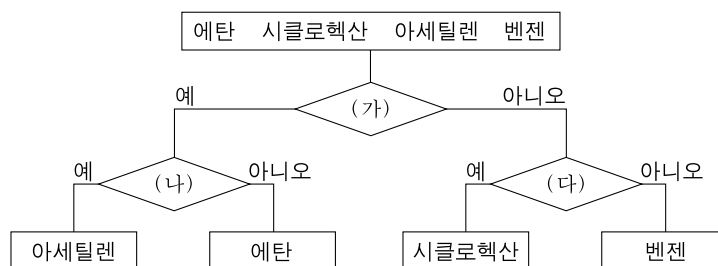 에탄 시클로헥산 아세틸렌 벤젠
예 (가) 아니오
예 (나) 아니오 예 (다) 아니오
아세틸렌 에탄 시클로헥산 벤젠